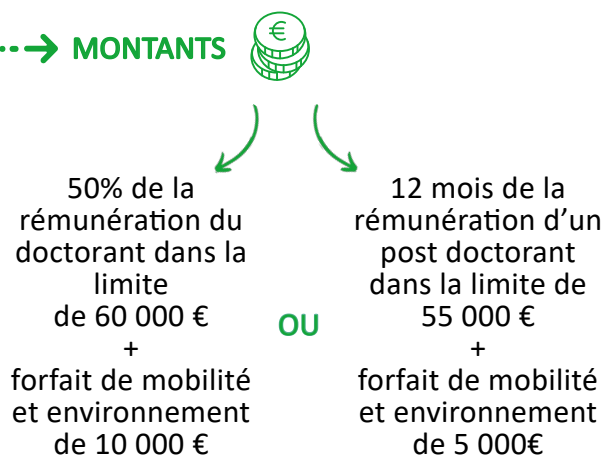 MONTANTS
€
50% de la
rémunération du
doctorant dans la
limite
de 60 000 €
+
forfait de mobilité
et environnement
de 10 000 €
OU
12 mois de la
rémunération d'un
post doctorant
dans la limite de
55 000 €
+
forfait de mobilité
et environnement
de 5 000€